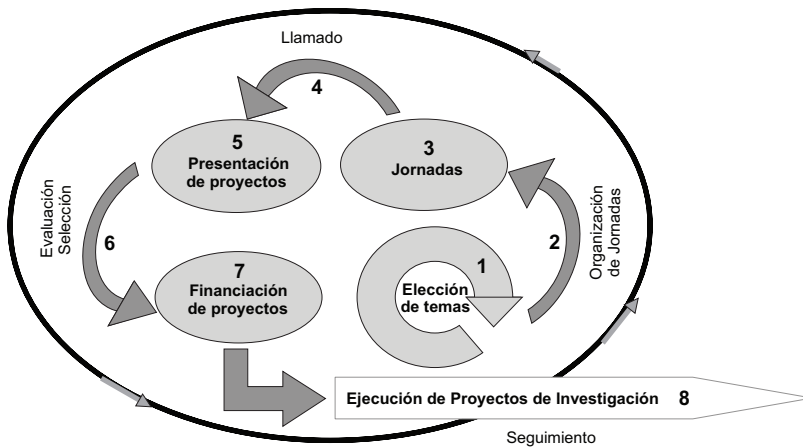 Llamado
4
5
Presentación
de proyectos
3
Jornadas
Evaluación
Selección
6
2
Organización
de Jornadas
7
Financiación
de proyectos
1
Elección
de temas
Ejecución de Proyectos de Investigación 8
Seguimiento